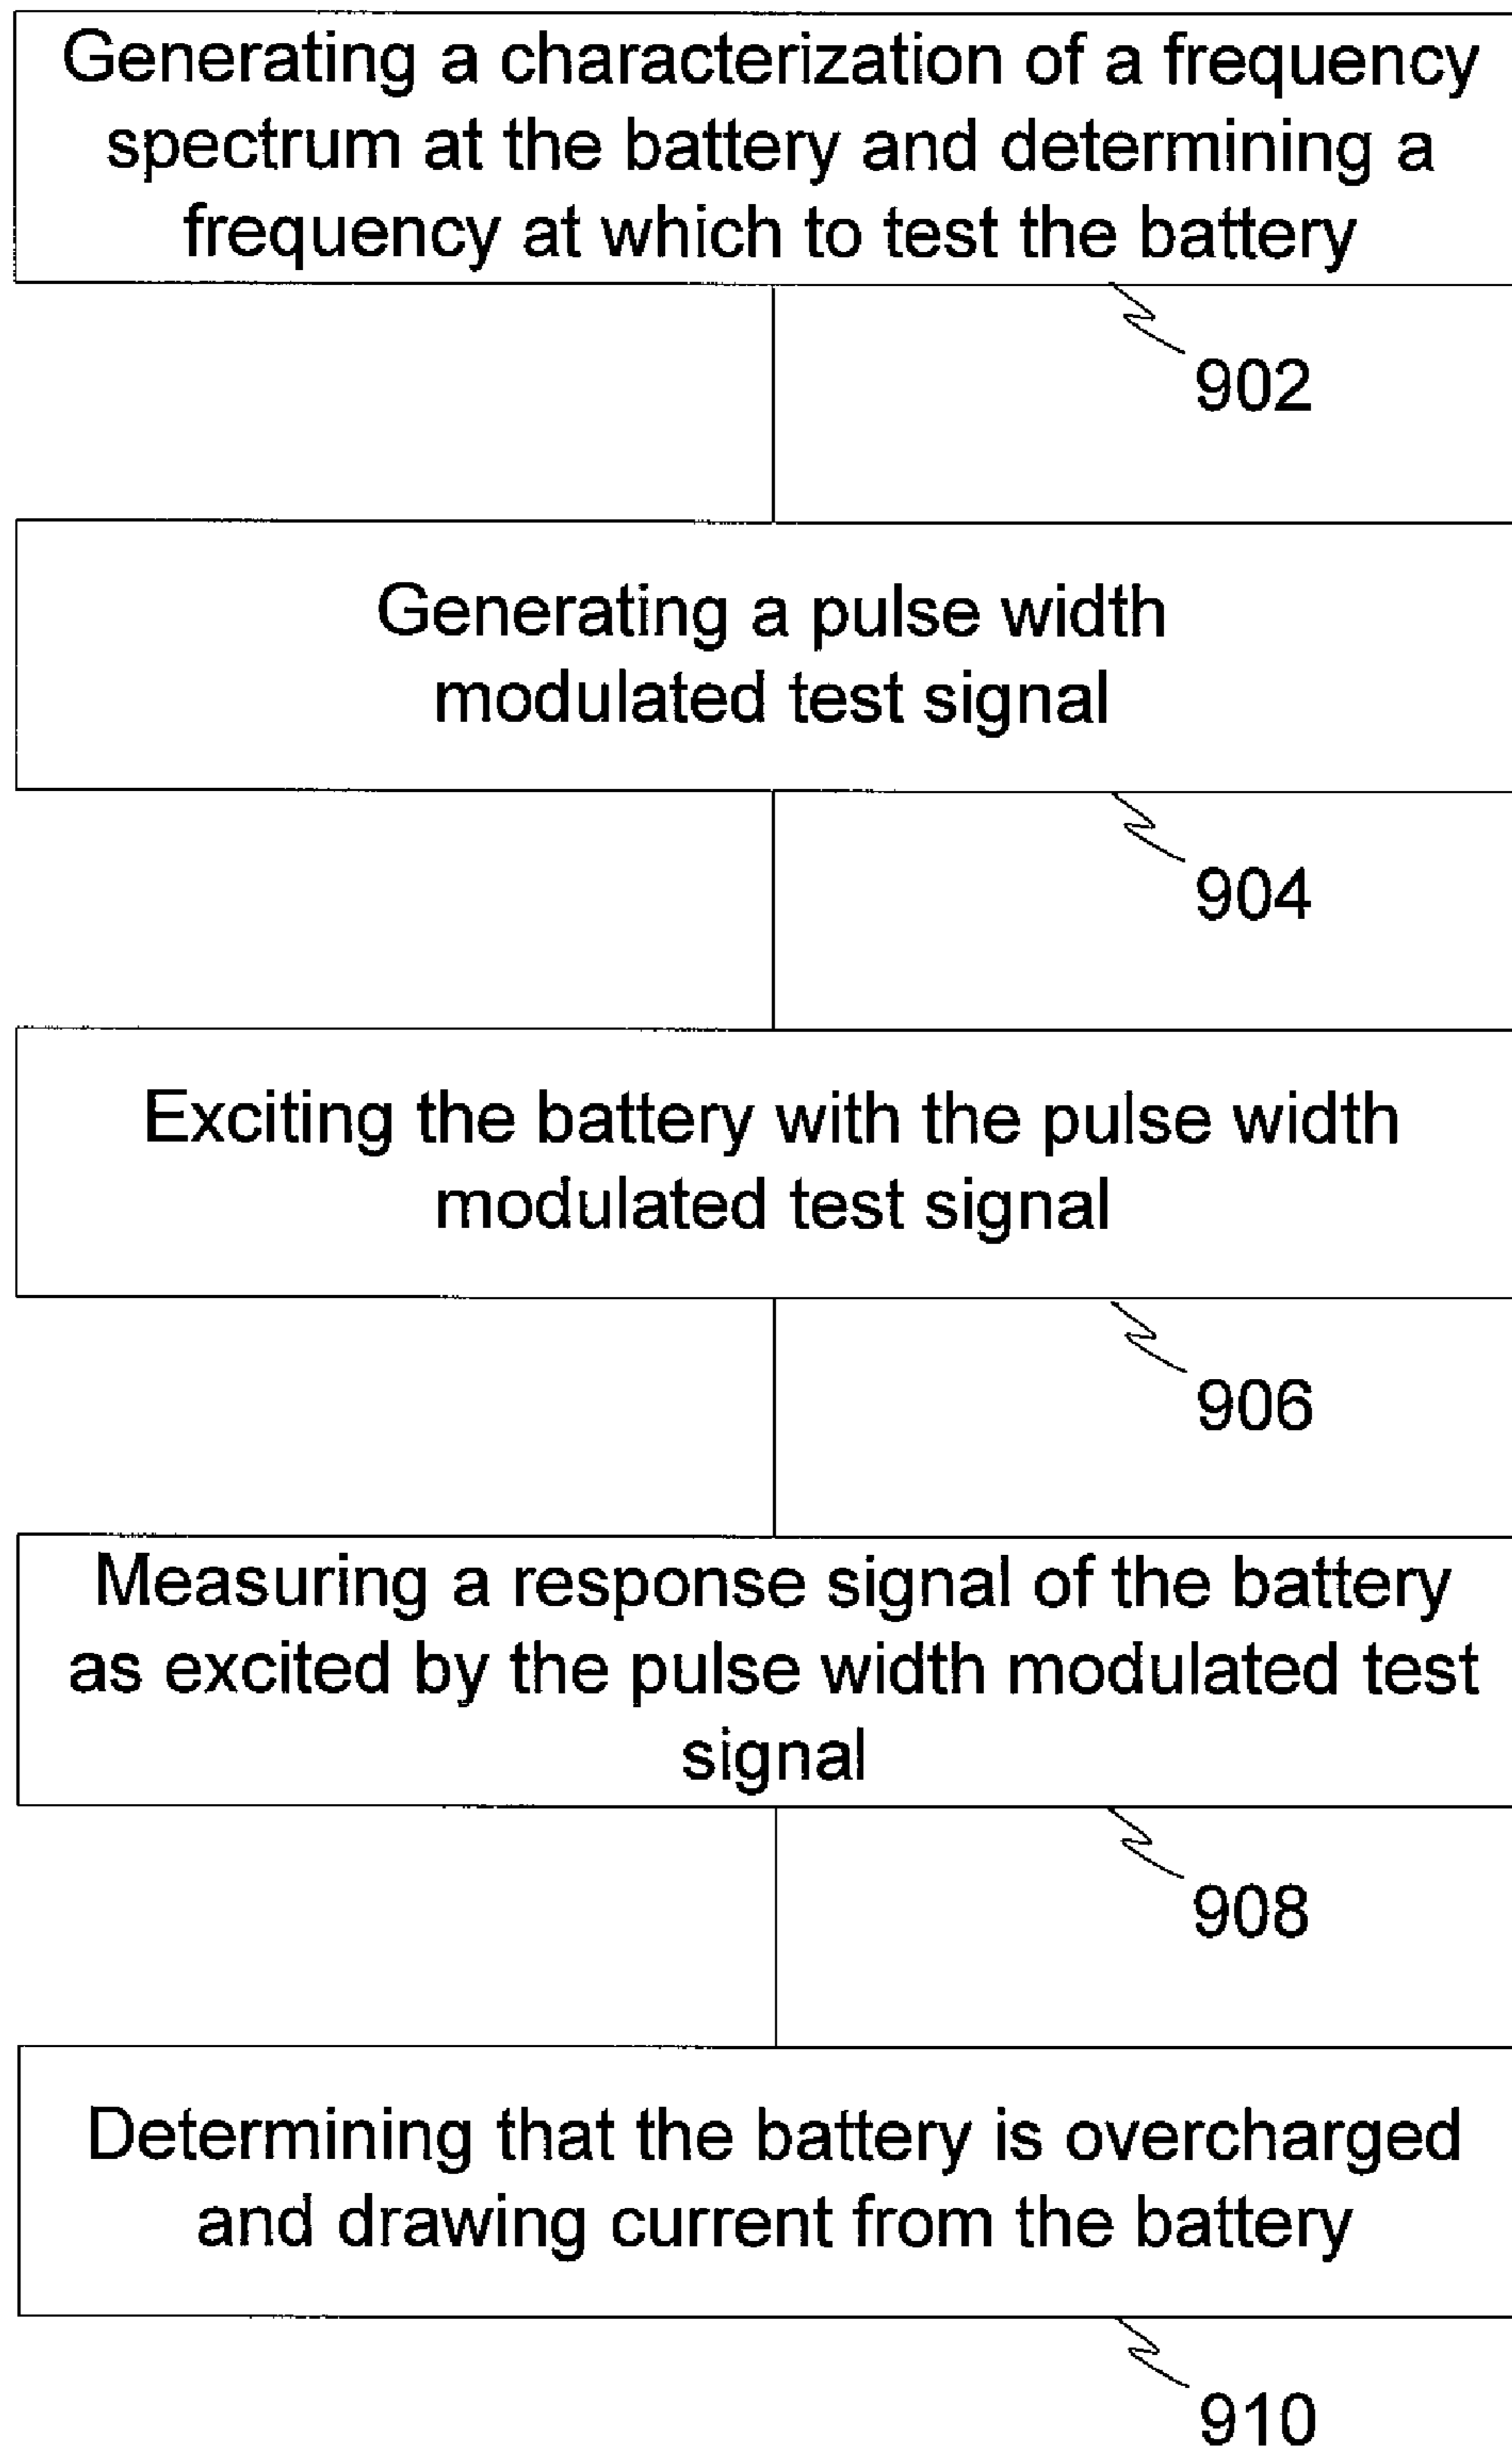 Generating a characterization of a frequency
spectrum at the battery and determining a
frequency at which to test the battery
902
Generating a pulse width
modulated test signal
904
Exciting the battery with the pulse width
modulated test signal
906
Measuring a response signal of the battery
as excited by the pulse width modulated test
signal
908
Determining that the battery is overcharged
and drawing current from the battery
910